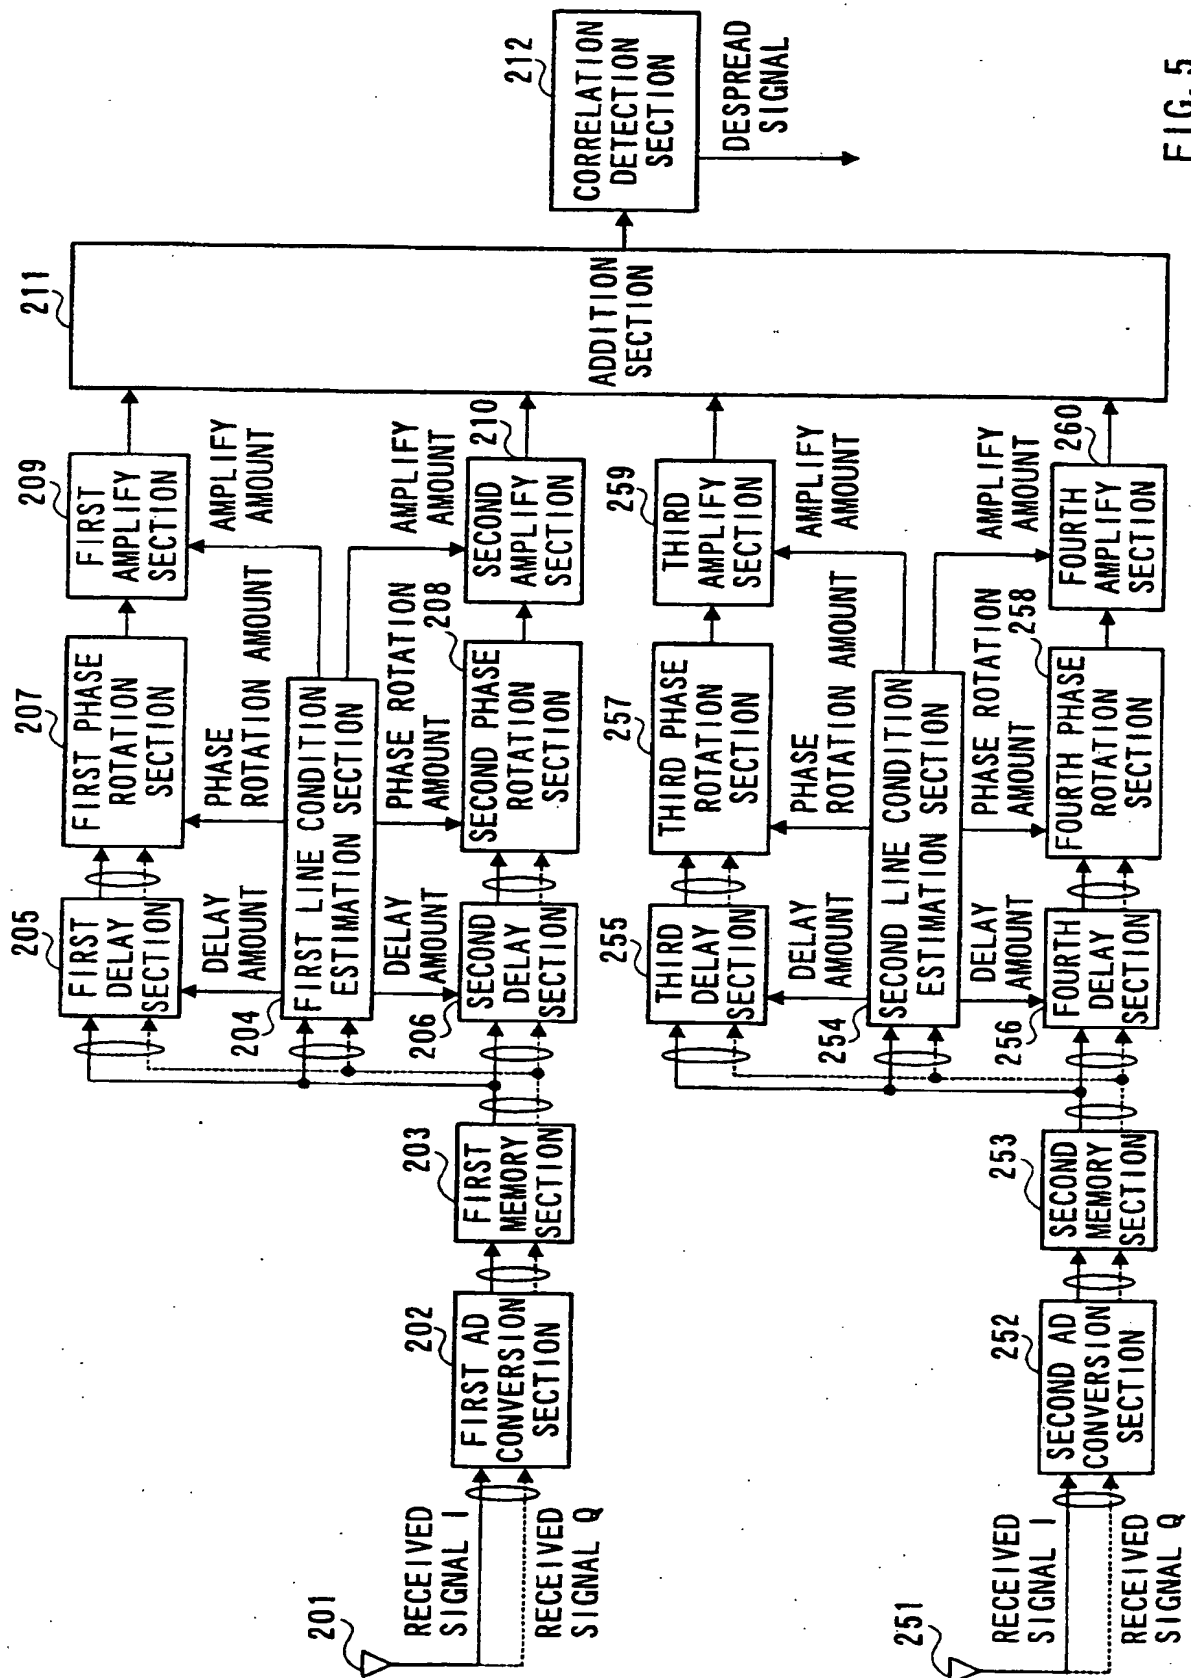 201
RECEIVED
SIGNAL I
RECEIVED
SIGNAL Q
202
FIRST AD
CONVERSION
SECTION
203
FIRST
MEMORY
SECTION
204
FIRST LINE CONDITION
ESTIMATION SECTION
205
FIRST
DELAY
SECTION
DELAY
AMOUNT
DELAY
AMOUNT
206
SECOND
DELAY
SECTION
207
FIRST PHASE
ROTATION
SECTION
PHASE
ROTATION AMOUNT
PHASE ROTATION
AMOUNT
208
SECOND PHASE
ROTATION
SECTION
209
FIRST
AMPLIFY
SECTION
AMPLIFY
AMOUNT
AMPLIFY
AMOUNT
210
SECOND
AMPLIFY
SECTION
211
ADDITION
SECTION
212
CORRELATION
DETECTION
SECTION
DESPREAD
SIGNAL
251
RECEIVED
SIGNAL I
RECEIVED
SIGNAL Q
252
SECOND AD
CONVERSION
SECTION
253
SECOND
MEMORY
SECTION
254
SECOND LINE CONDITION
ESTIMATION SECTION
255
THIRD
DELAY
SECTION
DELAY
AMOUNT
DELAY
AMOUNT
256
FOURTH
DELAY
SECTION
257
THIRD PHASE
ROTATION
SECTION
PHASE
ROTATION AMOUNT
PHASE ROTATION
AMOUNT
258
FOURTH PHASE
ROTATION
SECTION
259
THIRD
AMPLIFY
SECTION
AMPLIFY
AMOUNT
AMPLIFY
AMOUNT
260
FOURTH
AMPLIFY
SECTION
FIG. 5